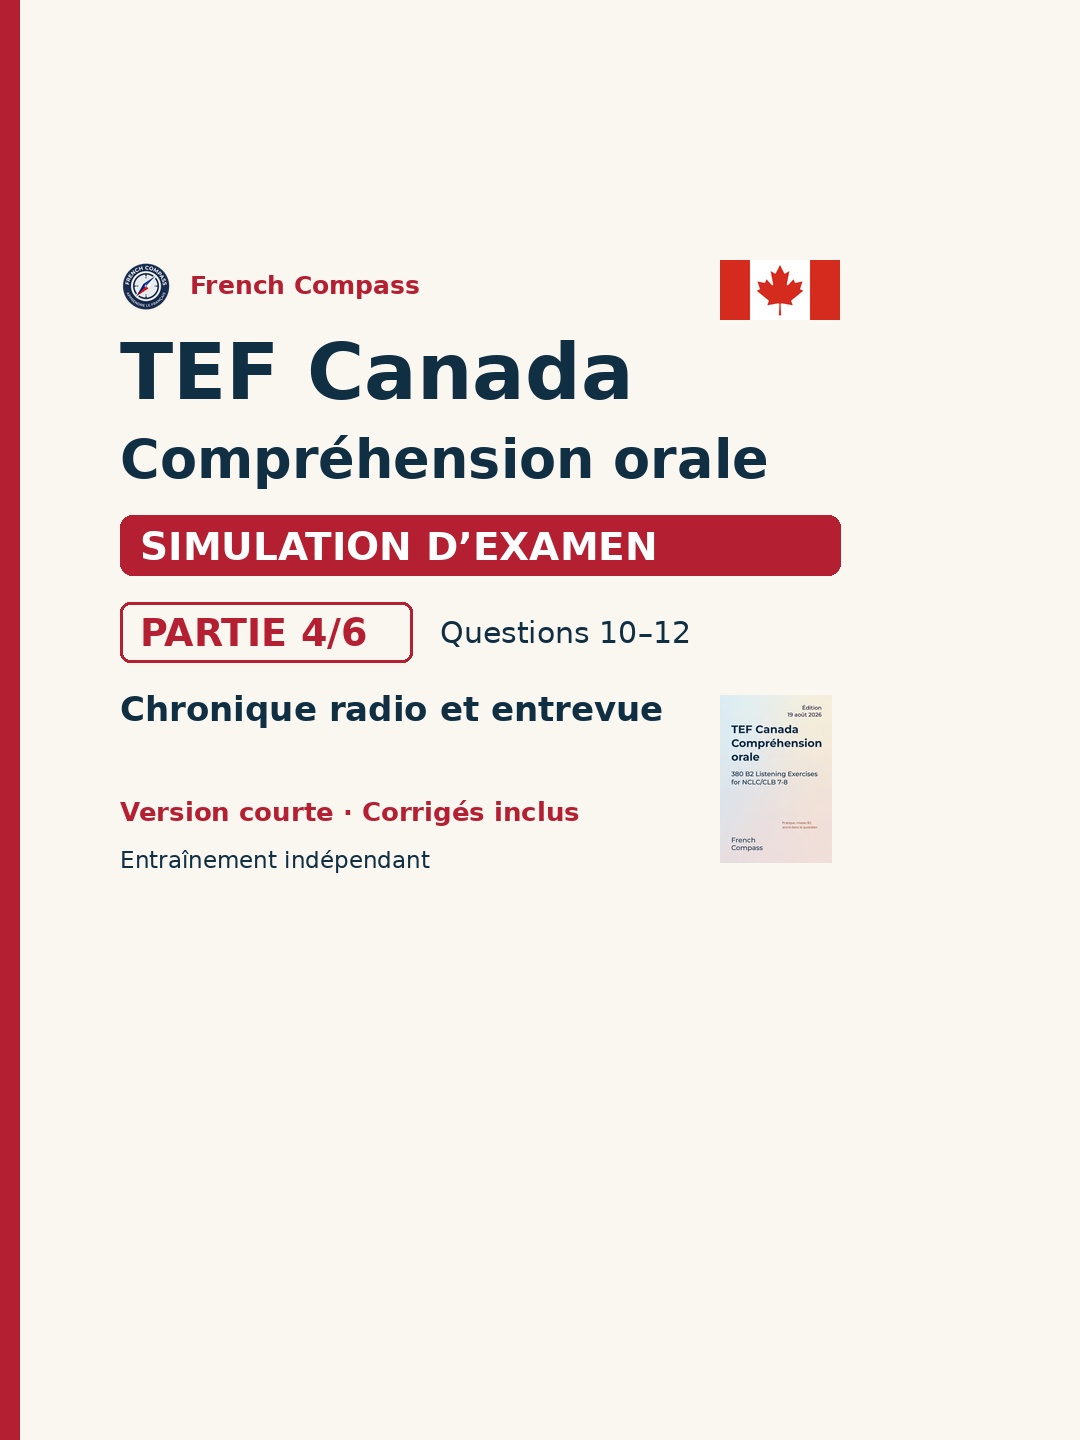 FRENCH COMPASS
French Compass
TEF Canada
Compréhension orale
SIMULATION D’EXAMEN
PARTIE 4/6
Questions 10–12
Chronique radio et entrevue
Édition
19 août 2026
TEF Canada
Compréhension
orale
380 B2 Listening Exercises
for NCLC/CLB 7-8
French
Compass
Version courte · Corrigés inclus
Entraînement indépendant